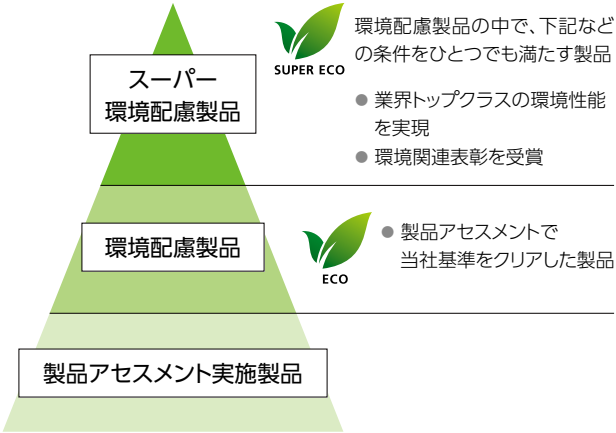 スーパー
環境配慮製品
SUPER ECO
環境配慮製品の中で、下記など
の条件をひとつでも満たす製品
● 業界トップクラスの環境性能
を実現
● 環境関連表彰を受賞
環境配慮製品
ECO
● 製品アセスメントで
当社基準をクリアした製品
製品アセスメント実施製品